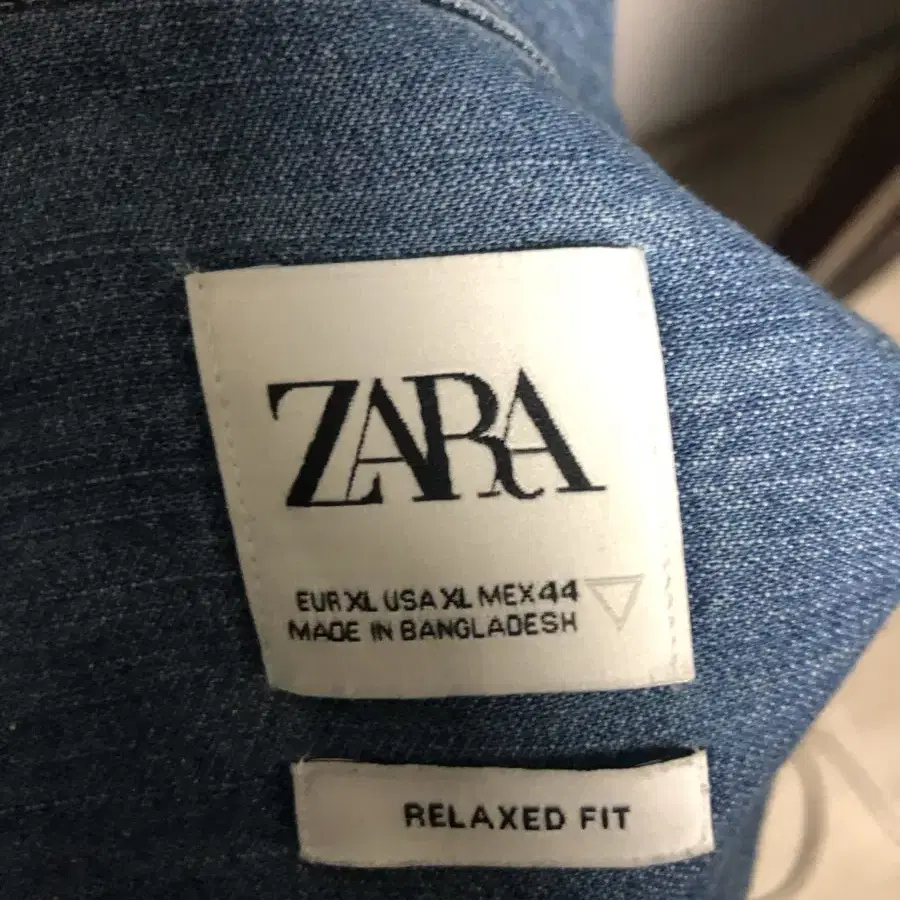 ZARA
EUR XL USA XL MEX 44
MADE IN BANGLADESH
RELAXED FIT